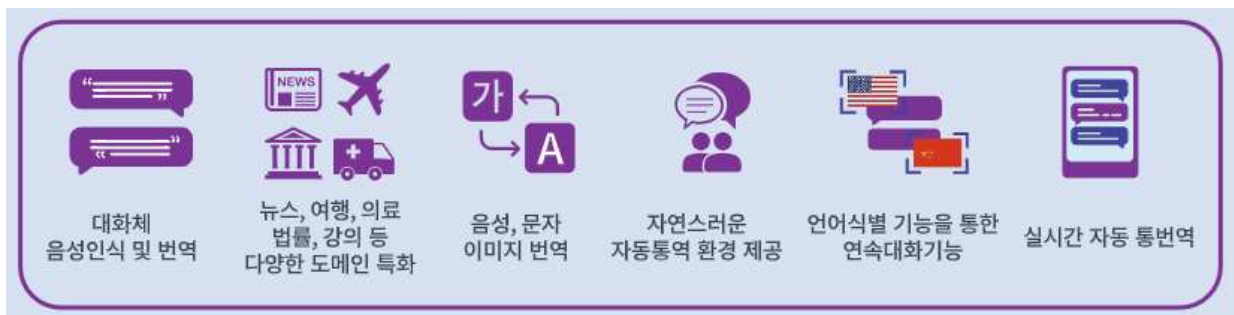 NEWS
가
A
대화체
음성인식 및 번역
뉴스, 여행, 의료
법률, 강의 등
다양한 도메인 특화
음성, 문자
이미지 번역
자연스러운
자동통역 환경 제공
언어식별 기능을 통한
연속대화기능
실시간 자동 통번역